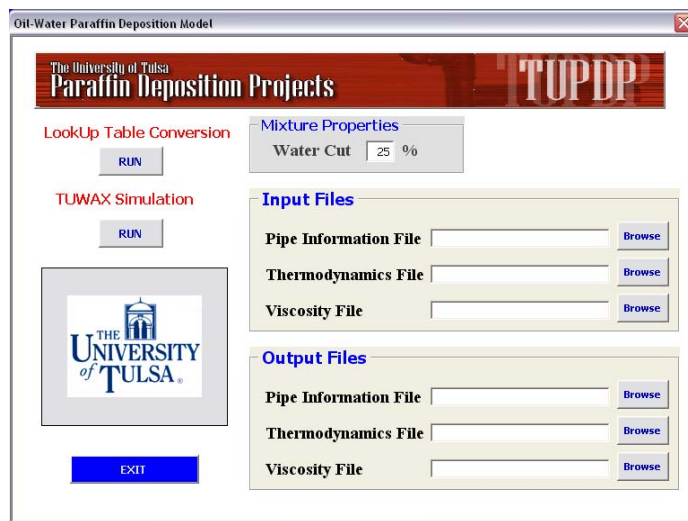 Oil-Water Paraffin Deposition Model
The University of Tulsa
Paraffin Deposition Projects
TUPDP
LookUp Table Conversion
RUN
TUWAX Simulation
RUN
THE
UNIVERSITY
of TULSA®
EXIT
Mixture Properties
Water Cut 25 %
Input Files
Pipe Information File Browse
Thermodynamics File Browse
Viscosity File Browse
Output Files
Pipe Information File Browse
Thermodynamics File Browse
Viscosity File Browse